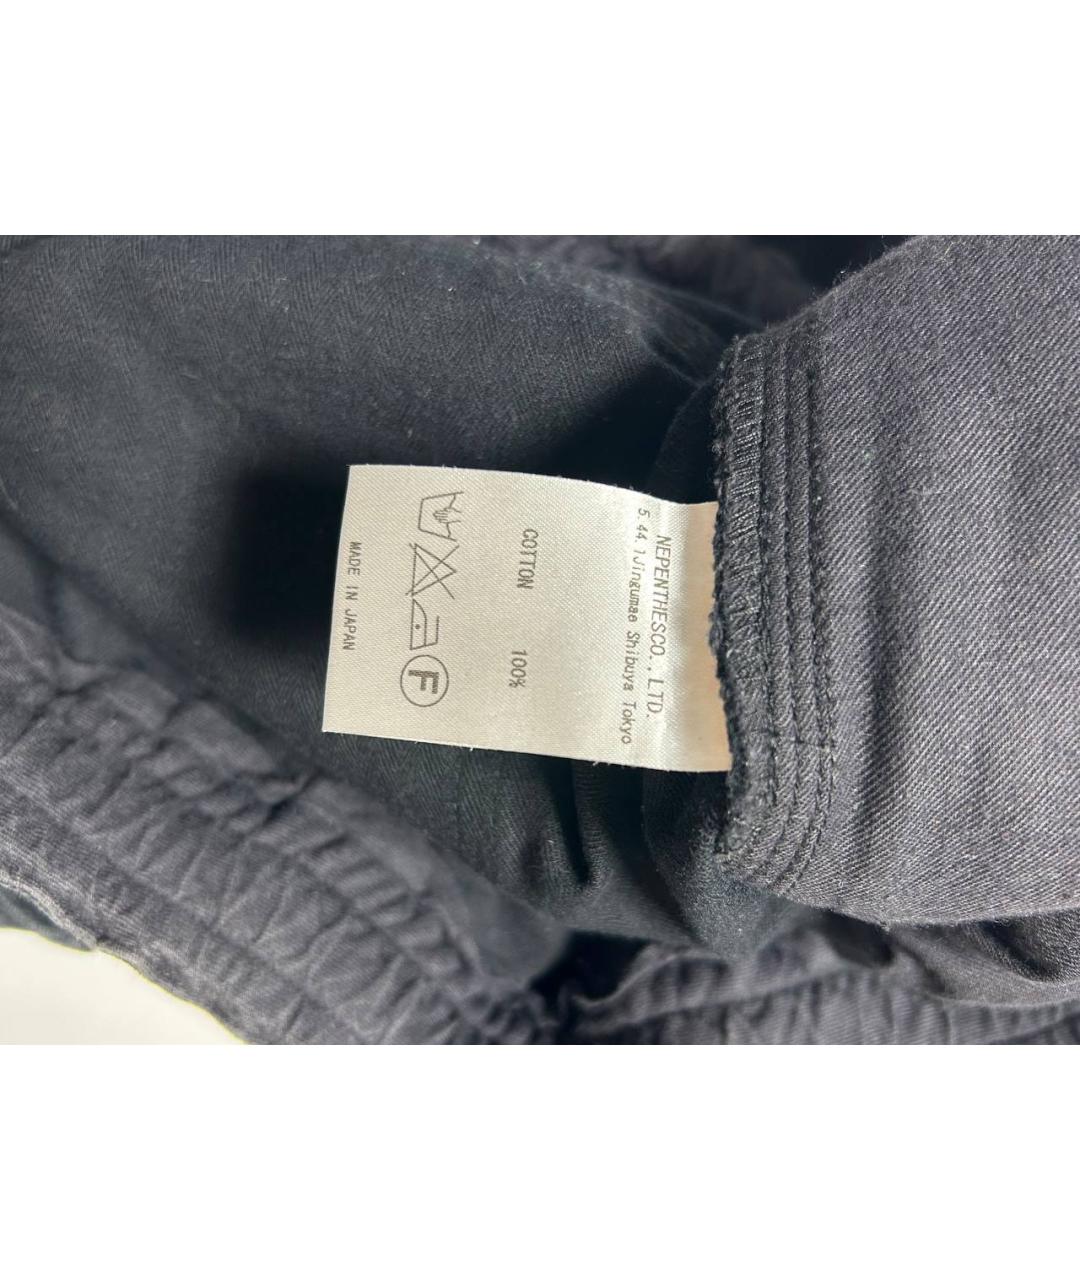 NEPENTHESCO.,LTD.
5.44.1Jingumae Shibuya Tokyo
COTTON 100%
F
MADE IN JAPAN